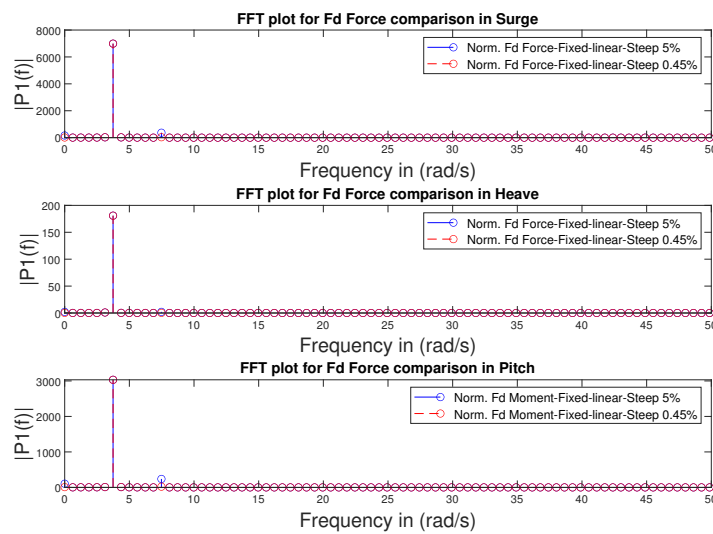 FFT plot for Fd Force comparison in Surge
8000
6000
4000
2000
0
|P1(f)|
Norm. Fd Force-Fixed-linear-Steep 5%
Norm. Fd Force-Fixed-linear-Steep 0.45%
0 5 10 15 20 25 30 35 40 45 50
Frequency in (rad/s)
FFT plot for Fd Force comparison in Heave
200
150
100
50
0
|P1(f)|
Norm. Fd Force-Fixed-linear-Steep 5%
Norm. Fd Force-Fixed-linear-Steep 0.45%
0 5 10 15 20 25 30 35 40 45 50
Frequency in (rad/s)
FFT plot for Fd Force comparison in Pitch
3000
2000
1000
0
|P1(f)|
Norm. Fd Moment-Fixed-linear-Steep 5%
Norm. Fd Moment-Fixed-linear-Steep 0.45%
0 5 10 15 20 25 30 35 40 45 50
Frequency in (rad/s)